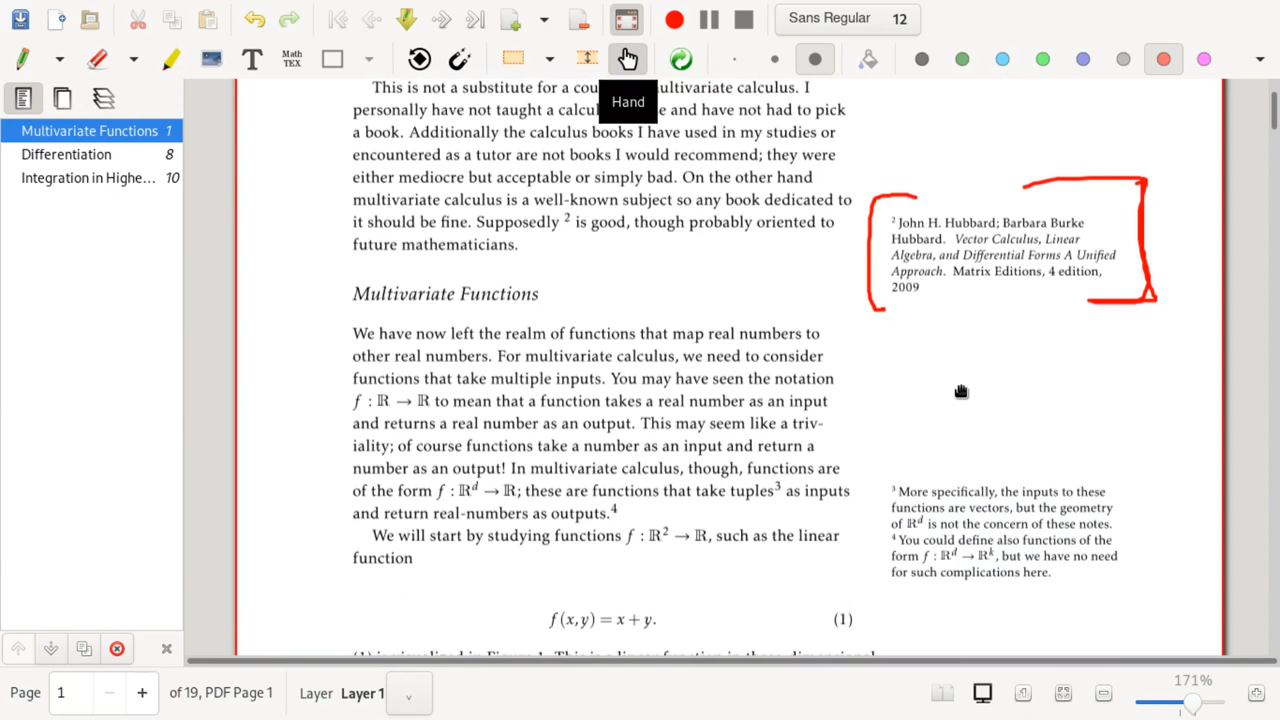 Sans Regular 12
T Math TEX
Hand
Multivariate Functions 1
Differentiation 8
Integration in Highe... 10
This is not a substitute for a cou ultivariate calculus. I
personally have not taught a calcul e and have not had to pick
a book. Additionally the calculus books I have used in my studies or
encountered as a tutor are not books I would recommend; they were
either mediocre but acceptable or simply bad. On the other hand
multivariate calculus is a well-known subject so any book dedicated to
it should be fine. Supposedly ² is good, though probably oriented to
future mathematicians.
² John H. Hubbard; Barbara Burke
Hubbard. Vector Calculus, Linear
Algebra, and Differential Forms A Unified
Approach. Matrix Editions, 4 edition,
2009
Multivariate Functions
We have now left the realm of functions that map real numbers to
other real numbers. For multivariate calculus, we need to consider
functions that take multiple inputs. You may have seen the notation
f : ℝ → ℝ to mean that a function takes a real number as an input
and returns a real number as an output. This may seem like a triv-
iality; of course functions take a number as an input and return a
number as an output! In multivariate calculus, though, functions are
of the form f : ℝᵈ → ℝ; these are functions that take tuples³ as inputs
and return real-numbers as outputs.⁴
We will start by studying functions f : ℝ² → ℝ, such as the linear
function
³ More specifically, the inputs to these
functions are vectors, but the geometry
of ℝᵈ is not the concern of these notes.
⁴ You could define also functions of the
form f : ℝᵈ → ℝᵏ, but we have no need
for such complications here.
f(x,y) = x + y. (1)
(1) is visualized in Figure 1. This is a linear function in three-dimensional
Page 1 − + of 19, PDF Page 1 Layer Layer 1 171%